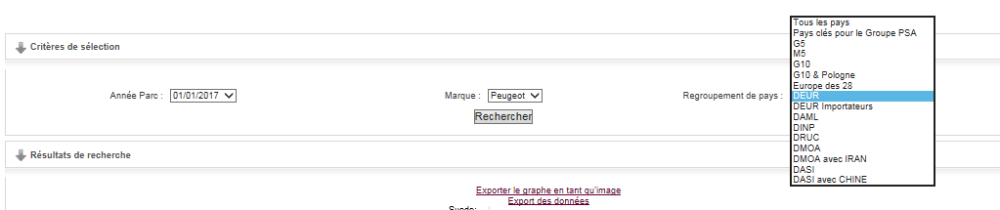 Critères de sélection
Année Parc : 01/01/2017 Marque : Peugeot Regroupement de pays :
Rechercher
Tous les pays
Pays clés pour le Groupe PSA
G5
M5
G10
G10 & Pologne
Europe des 28
DEUR
DEUR Importateurs
DAML
DINP
DRUC
DMOA
DMOA avec IRAN
DASI
DASI avec CHINE
Résultats de recherche
Exporter le graphe en tant qu'image
Export des données
Suede: